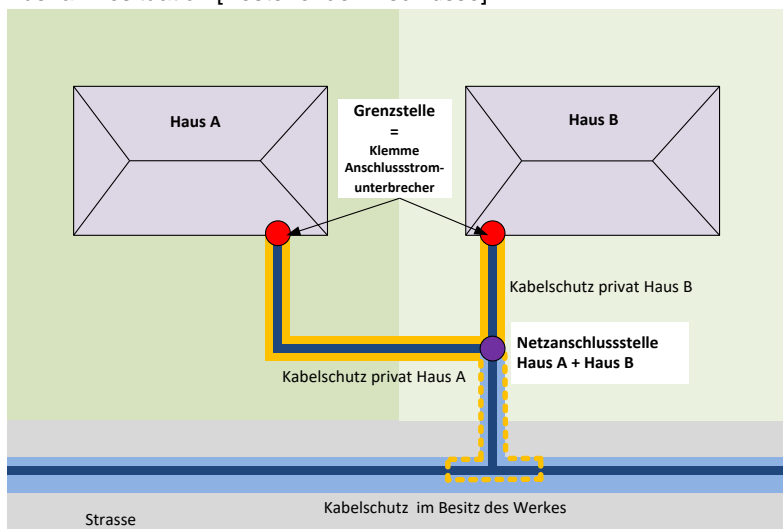 Haus A
Grenzstelle
=
Klemme
Anschlussstrom-
unterbrecher
Haus B
Kabelschutz privat Haus B
Netzanschlussstelle
Haus A + Haus B
Kabelschutz privat Haus A
Kabelschutz im Besitz des Werkes
Strasse